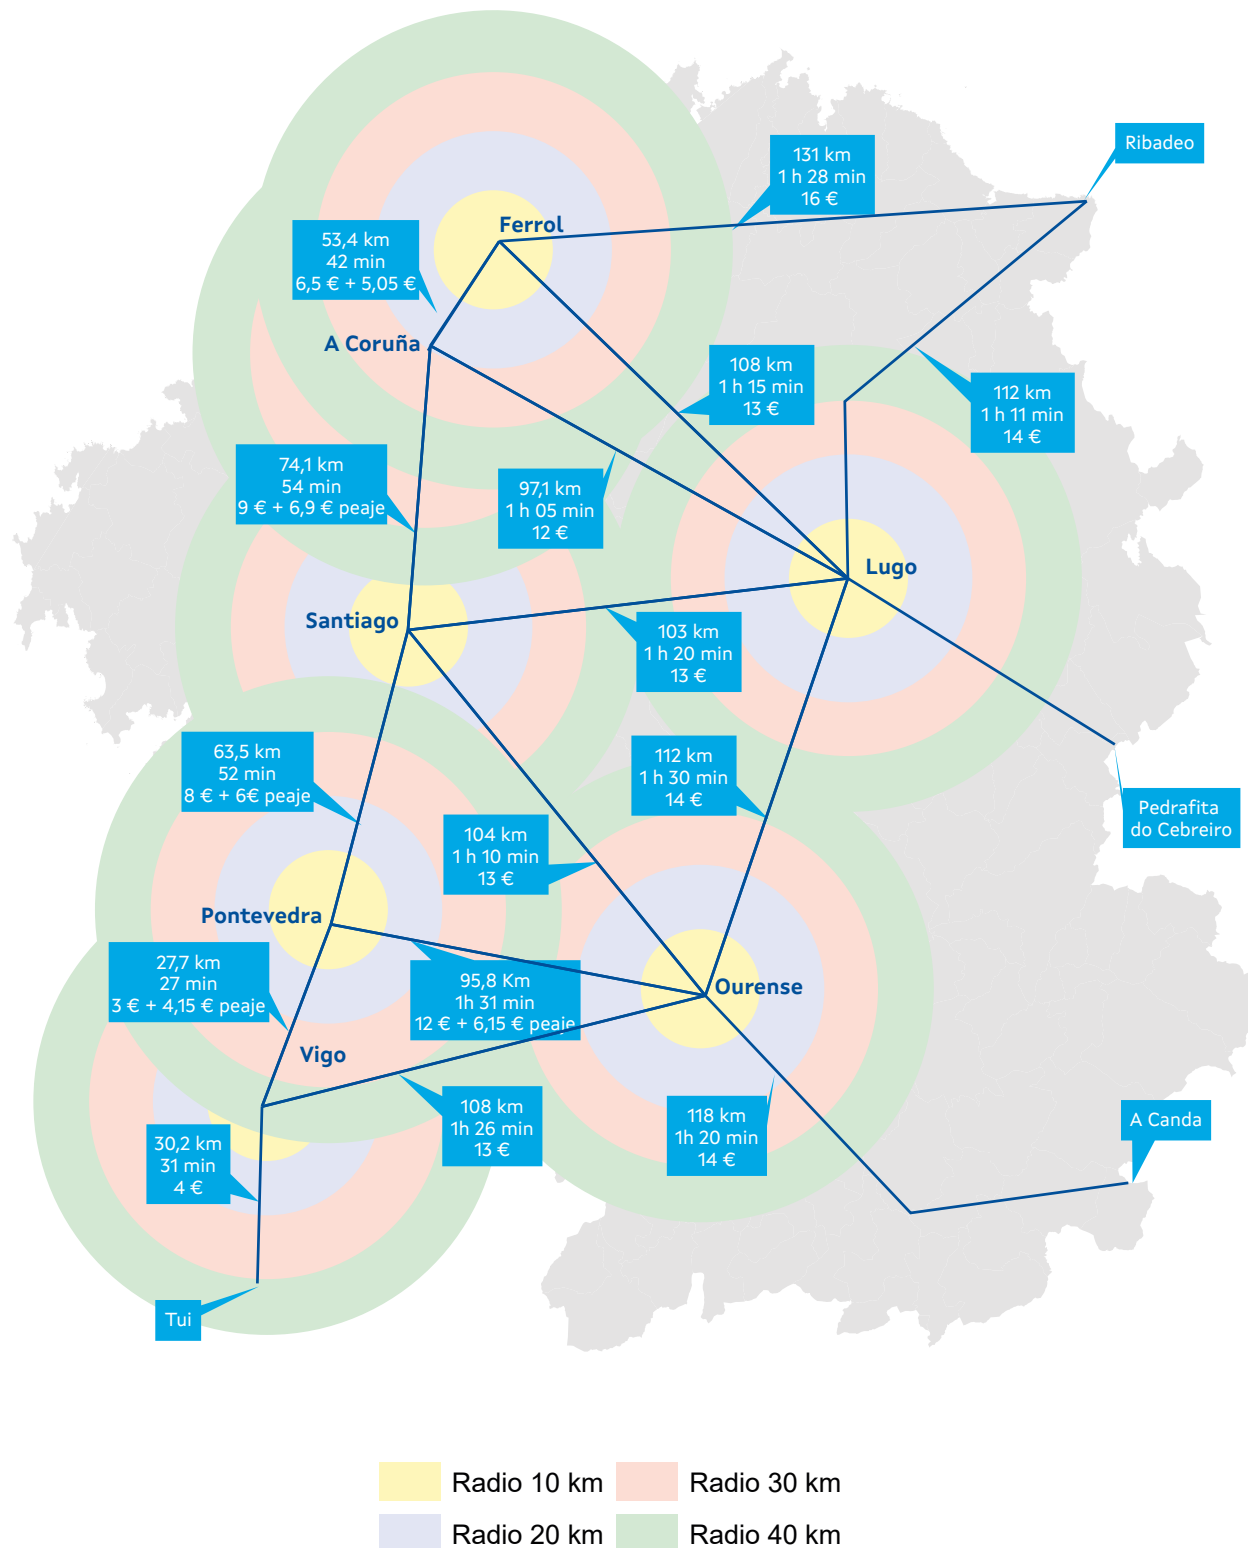 Ribadeo
131 km
1 h 28 min
16 €
Ferrol
53,4 km
42 min
6,5 € + 5,05 €
A Coruña
108 km
1 h 15 min
13 €
112 km
1 h 11 min
14 €
74,1 km
54 min
9 € + 6,9 € peaje
97,1 km
1 h 05 min
12 €
Lugo
Santiago
103 km
1 h 20 min
13 €
63,5 km
52 min
8 € + 6€ peaje
112 km
1 h 30 min
14 €
Pedrafita
do Cebreiro
104 km
1 h 10 min
13 €
Pontevedra
27,7 km
27 min
3 € + 4,15 € peaje
95,8 Km
1h 31 min
12 € + 6,15 € peaje
Ourense
Vigo
108 km
1h 26 min
13 €
118 km
1h 20 min
14 €
A Canda
30,2 km
31 min
4 €
Tui
Radio 10 km
Radio 30 km
Radio 20 km
Radio 40 km